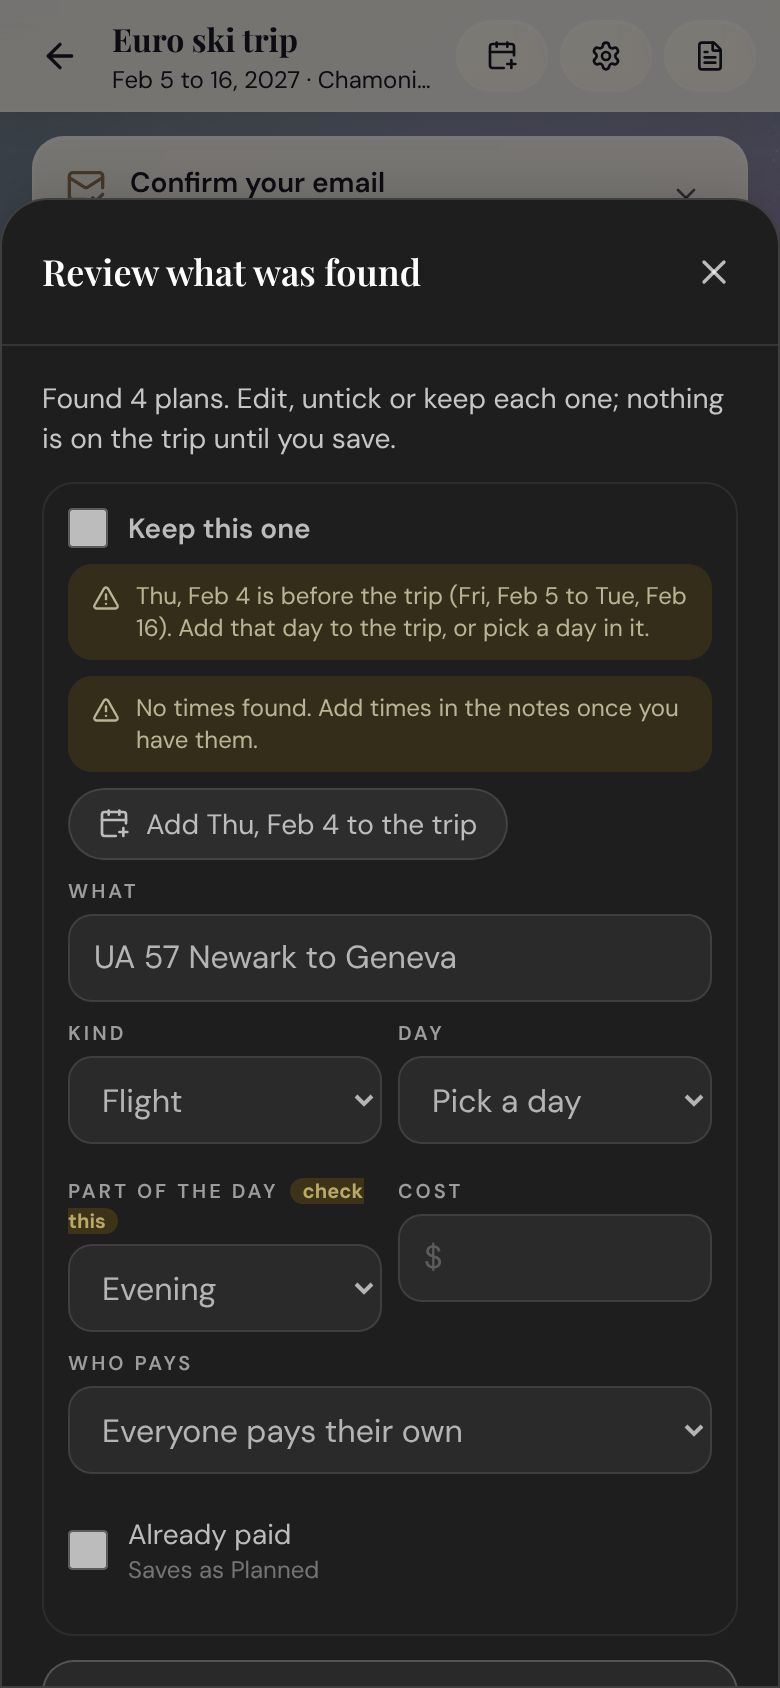 Euro ski trip
Feb 5 to 16, 2027 · Chamoni...
Confirm your email
Review what was found
Found 4 plans. Edit, untick or keep each one; nothing
is on the trip until you save.
Keep this one
Thu, Feb 4 is before the trip (Fri, Feb 5 to Tue, Feb
16). Add that day to the trip, or pick a day in it.
No times found. Add times in the notes once you
have them.
Add Thu, Feb 4 to the trip
WHAT
UA 57 Newark to Geneva
KIND
DAY
Flight
Pick a day
PART OF THE DAY check
this
COST
Evening
$
WHO PAYS
Everyone pays their own
Already paid
Saves as Planned